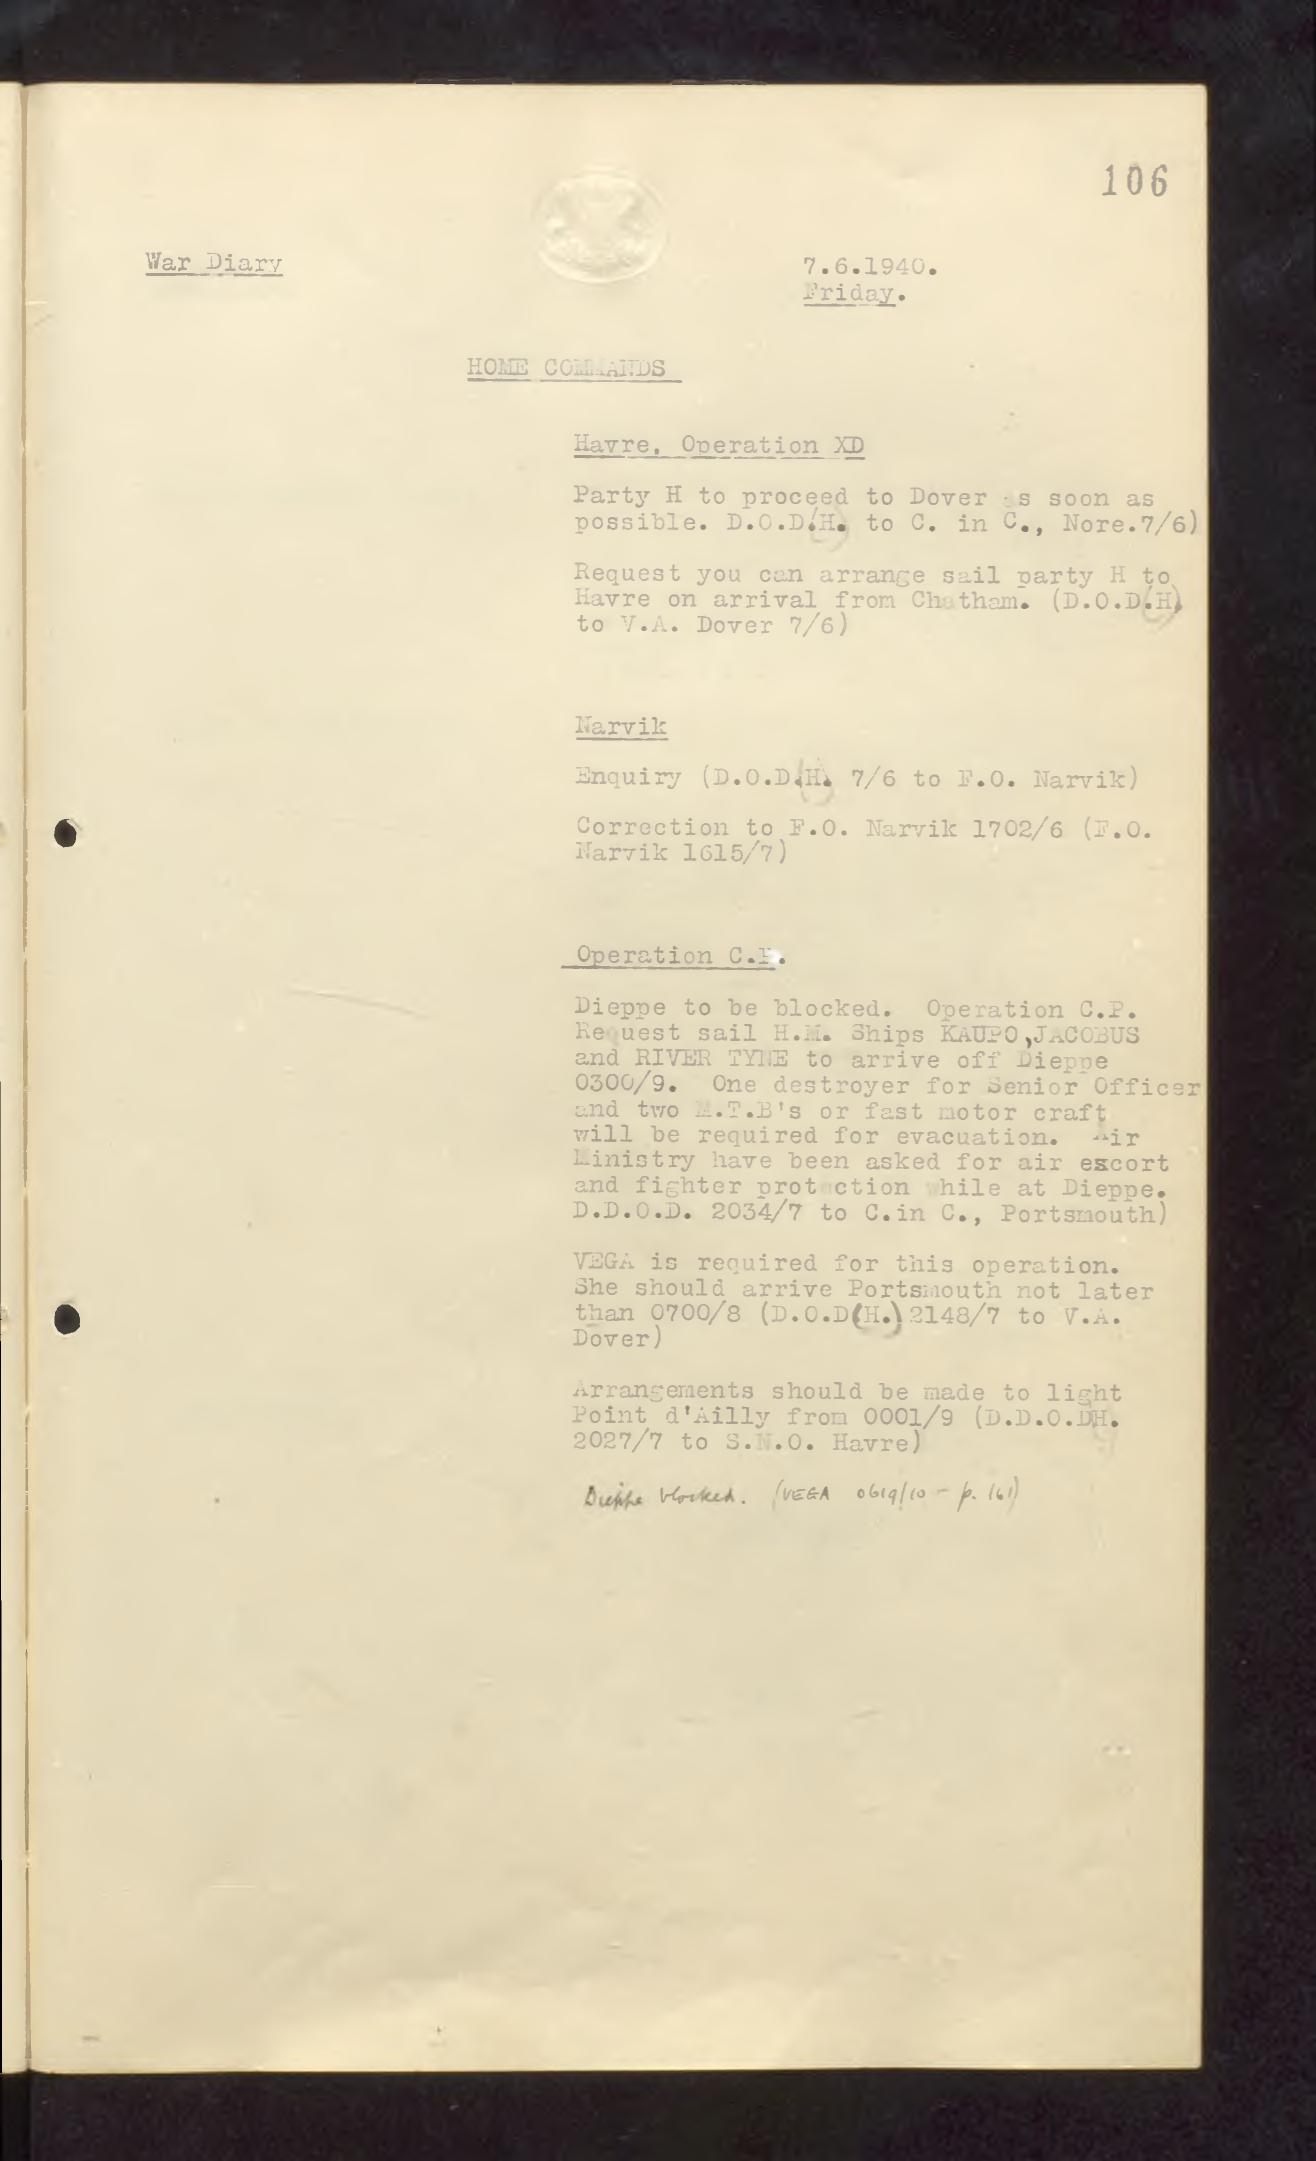 106
War Diary
7.6.1940.
Friday.
HOME COMMANDS
Havre, Operation XD
Party H to proceed to Dover as soon as
possible. D.O.D.(H.) to C. in C., Nore.7/6)
Request you can arrange sail party H to
Havre on arrival from Chatham. (D.O.D.(H)
to V.A. Dover 7/6)
Narvik
Enquiry (D.O.D.(H). 7/6 to F.O. Narvik)
Correction to F.O. Narvik 1702/6 (F.O.
Narvik 1615/7)
Operation C.P.
Dieppe to be blocked. Operation C.P.
Request sail H.M. Ships KAUPO,JACOBUS
and RIVER TYNE to arrive off Dieppe
0300/9. One destroyer for Senior Officer
and two M.T.B's or fast motor craft
will be required for evacuation. Air
Ministry have been asked for air escort
and fighter protection while at Dieppe.
D.D.O.D. 2034/7 to C.in C., Portsmouth)
VEGA is required for this operation.
She should arrive Portsmouth not later
than 0700/8 (D.O.D(H.) 2148/7 to V.A.
Dover)
Arrangements should be made to light
Point d'Ailly from 0001/9 (D.D.O.DH.
2027/7 to S.N.O. Havre)
Dieppe blocked. (VEGA 0619/10 - p. 161)